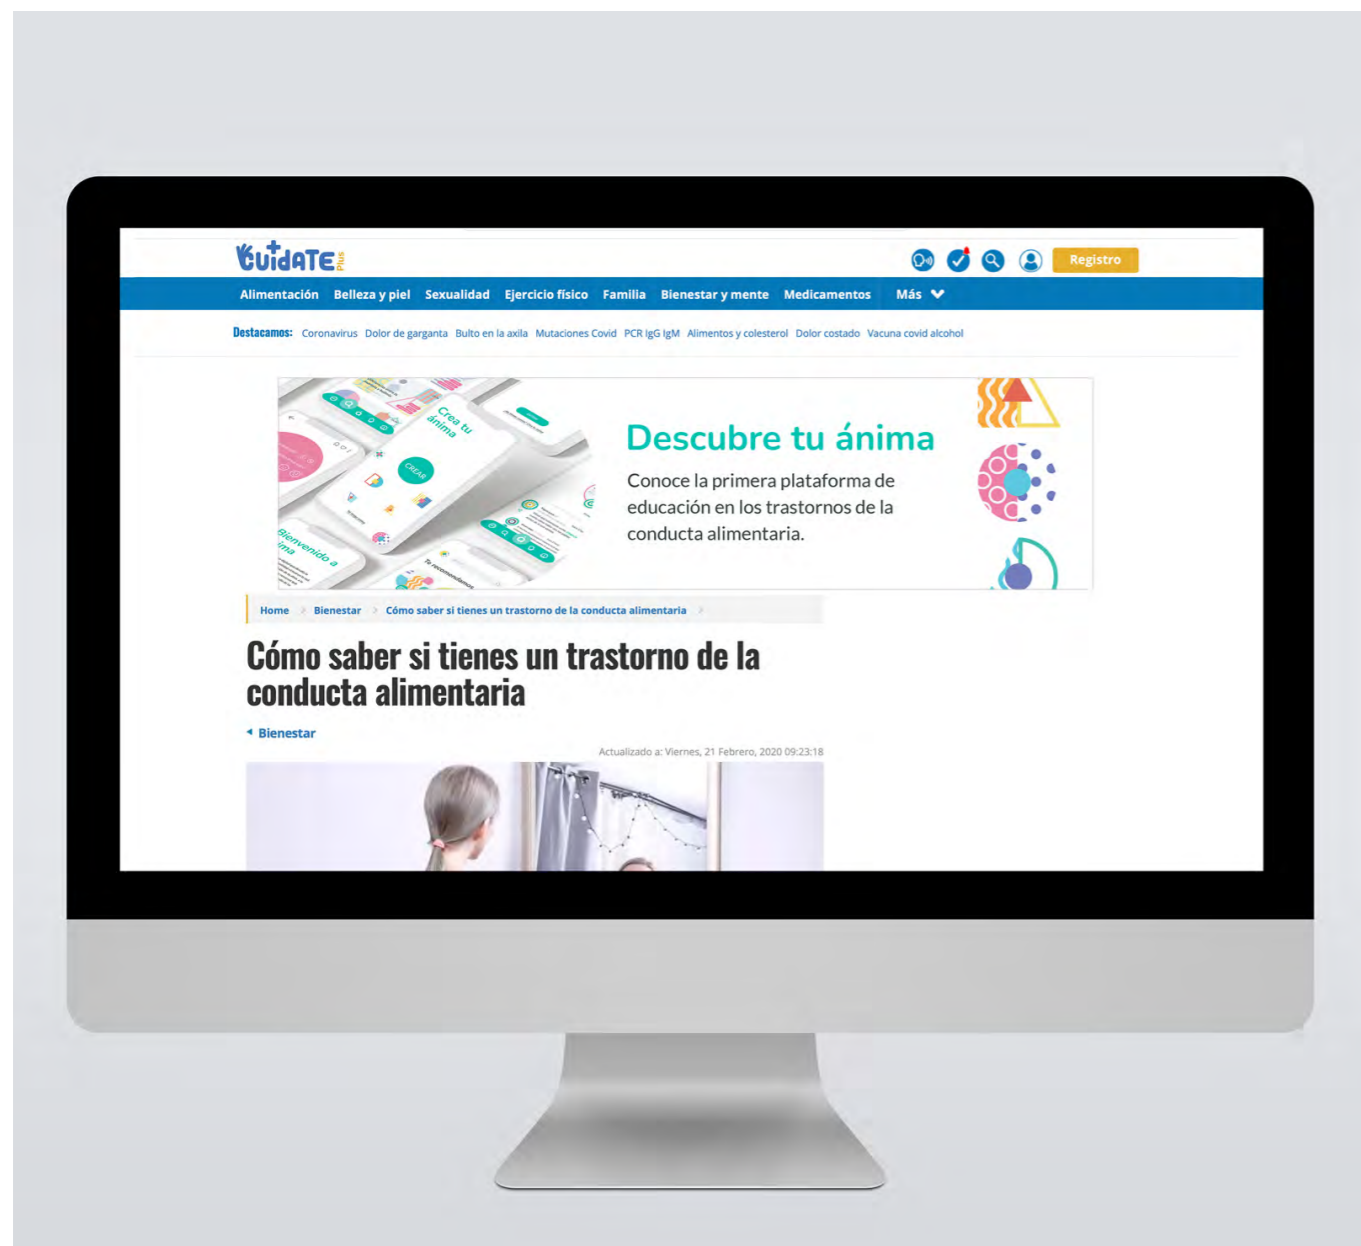 CuidATE Plus
Registro
Alimentación Belleza y piel Sexualidad Ejercicio físico Familia Bienestar y mente Medicamentos Más
Destacamos: Coronavirus Dolor de garganta Bulto en la axila Mutaciones Covid PCR IgG IgM Alimentos y colesterol Dolor costado Vacuna covid alcohol
Crea tu
ánima
CREAR
Bienvenido a
Te recomendamos
Descubre tu ánima
Conoce la primera plataforma de
educación en los trastornos de la
conducta alimentaria.
Home > Bienestar > Cómo saber si tienes un trastorno de la conducta alimentaria >
Cómo saber si tienes un trastorno de la
conducta alimentaria
Bienestar
Actualizado a: Viernes, 21 Febrero, 2020 09:23:18